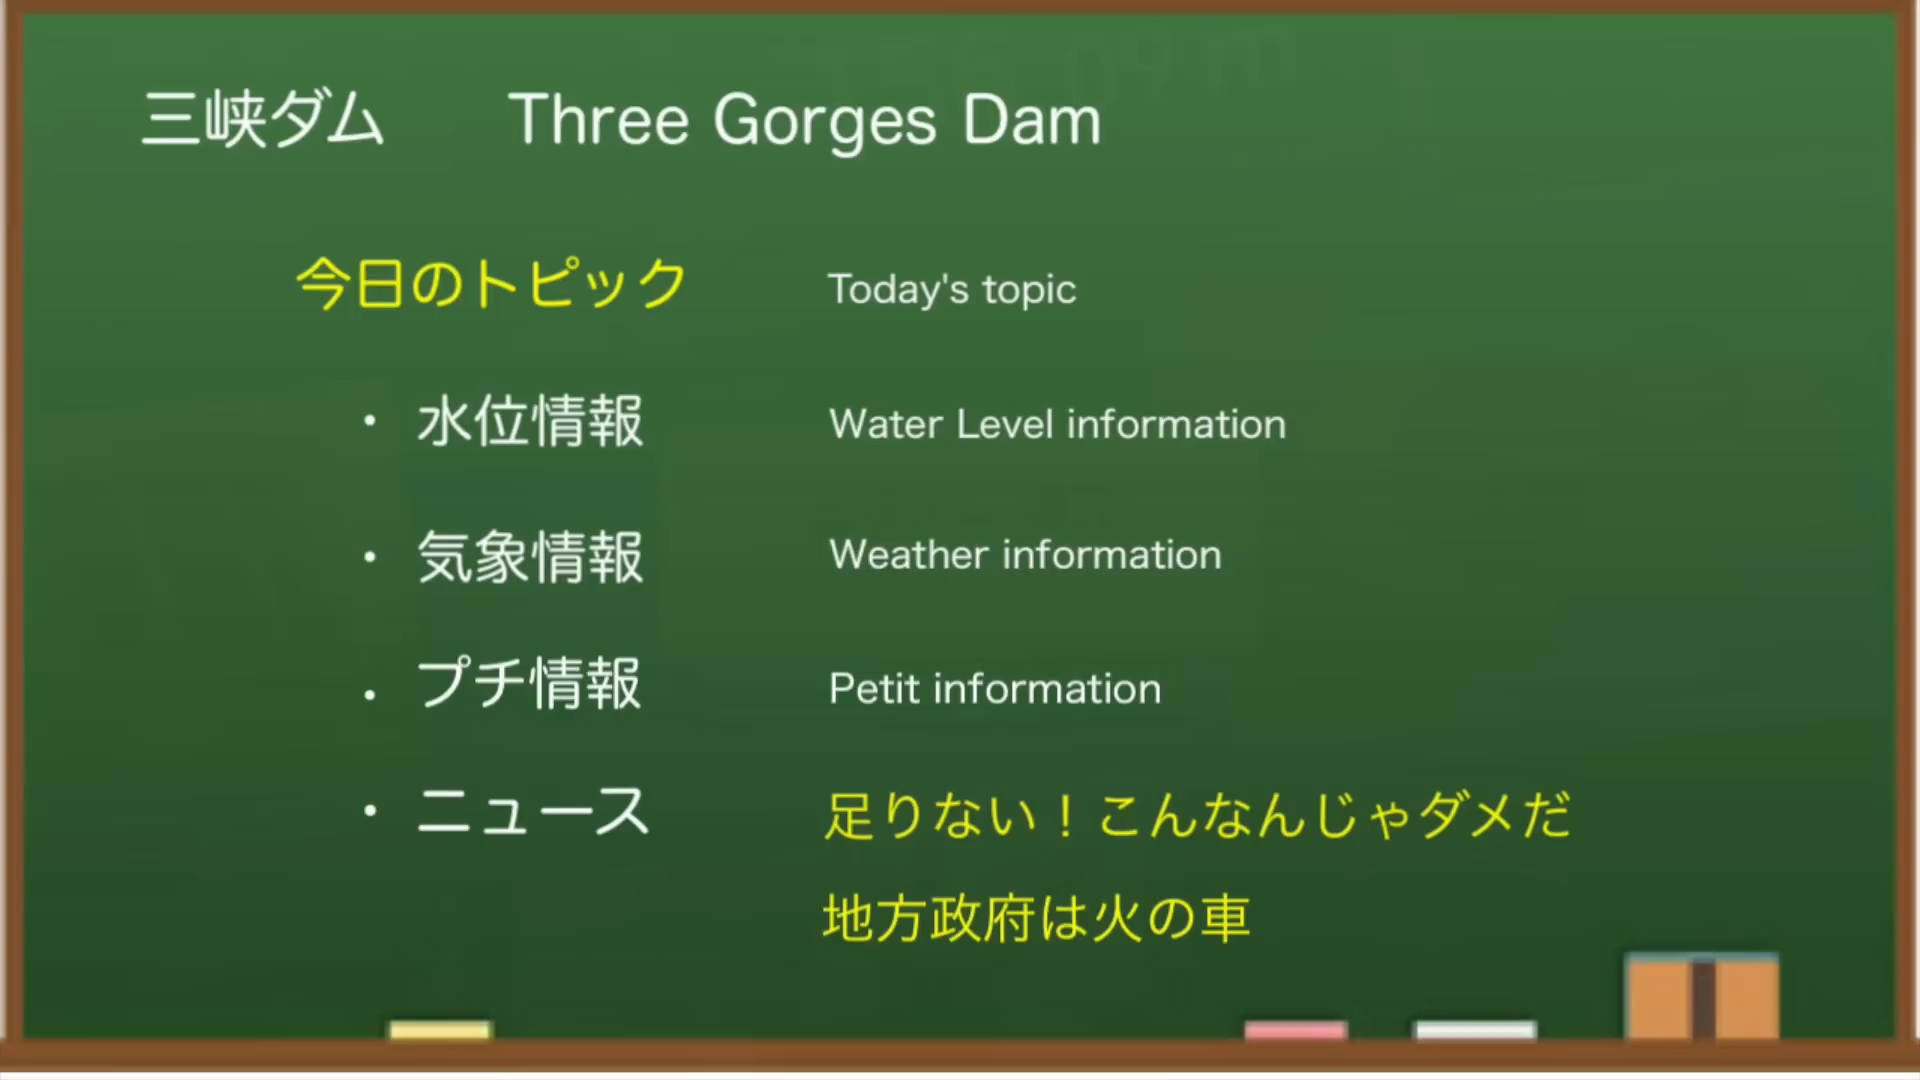 三峡ダム Three Gorges Dam
今日のトピック Today's topic
・ 水位情報 Water Level information
・ 気象情報 Weather information
・ プチ情報 Petit information
・ ニュース 足りない！こんなんじゃダメだ
地方政府は火の車